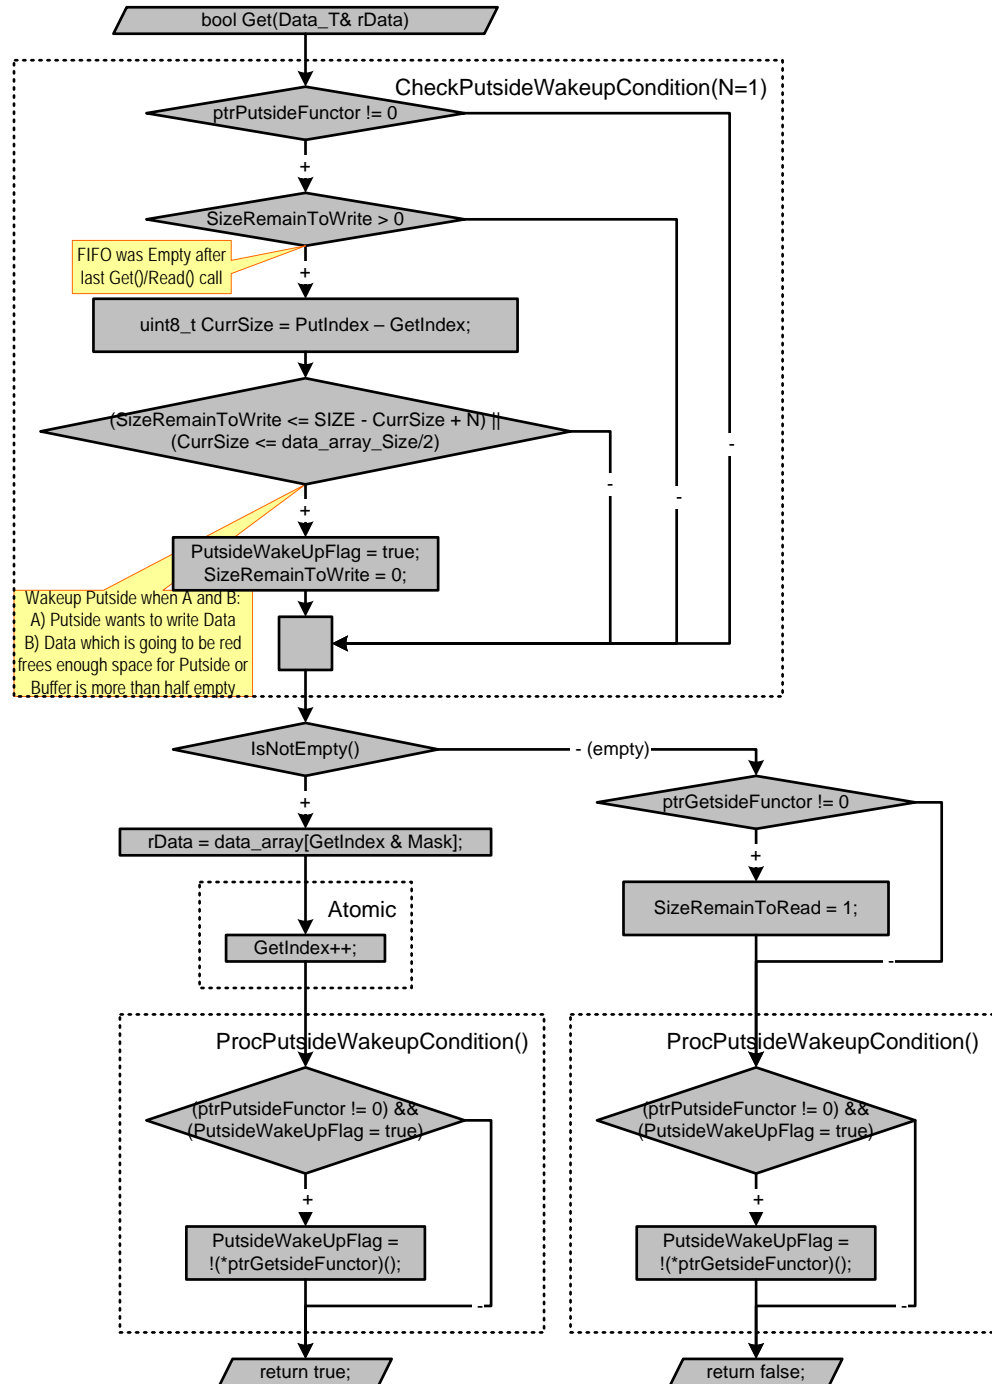 bool Get(Data_T& rData)
CheckPutsideWakeupCondition(N=1)
ptrPutsideFunctor != 0
+
SizeRemainToWrite > 0
FIFO was Empty after
last Get()/Read() call
+
uint8_t CurrSize = PutIndex – GetIndex;
(SizeRemainToWrite <= SIZE - CurrSize + N) ||
(CurrSize <= data_array_Size/2)
-
-
-
+
PutsideWakeUpFlag = true;
SizeRemainToWrite = 0;
Wakeup Putside when A and B:
A) Putside wants to write Data
B) Data which is going to be red
frees enough space for Putside or
Buffer is more than half empty
IsNotEmpty()
- (empty)
+
ptrGetsideFunctor != 0
rData = data_array[GetIndex & Mask];
+
SizeRemainToRead = 1;
Atomic
GetIndex++;
-
ProcPutsideWakeupCondition()
(ptrPutsideFunctor != 0) &&
(PutsideWakeUpFlag = true)
+
PutsideWakeUpFlag =
!(*ptrGetsideFunctor)();
-
return true;
ProcPutsideWakeupCondition()
(ptrPutsideFunctor != 0) &&
(PutsideWakeUpFlag = true)
+
PutsideWakeUpFlag =
!(*ptrGetsideFunctor)();
-
return false;